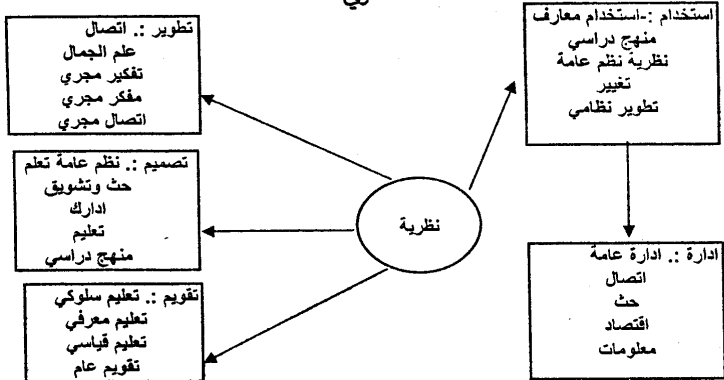 استخدام :-استخدام معارف
منهج دراسي
نظرية نظم عامة
تغيير
تطوير نظامي
تطوير :. اتصال
علم الجمال
تفكير مجري
مفكر مجري
اتصال مجري
تصميم :. نظم عامة تعلم
حث وتشويق
ادارك
تعليم
منهج دراسي
نظرية
ادارة :. ادارة عامة
اتصال
حث
اقتصاد
معلومات
تقويم :. تعليم سلوكي
تعليم معرفي
تعليم قياسي
تقويم عام